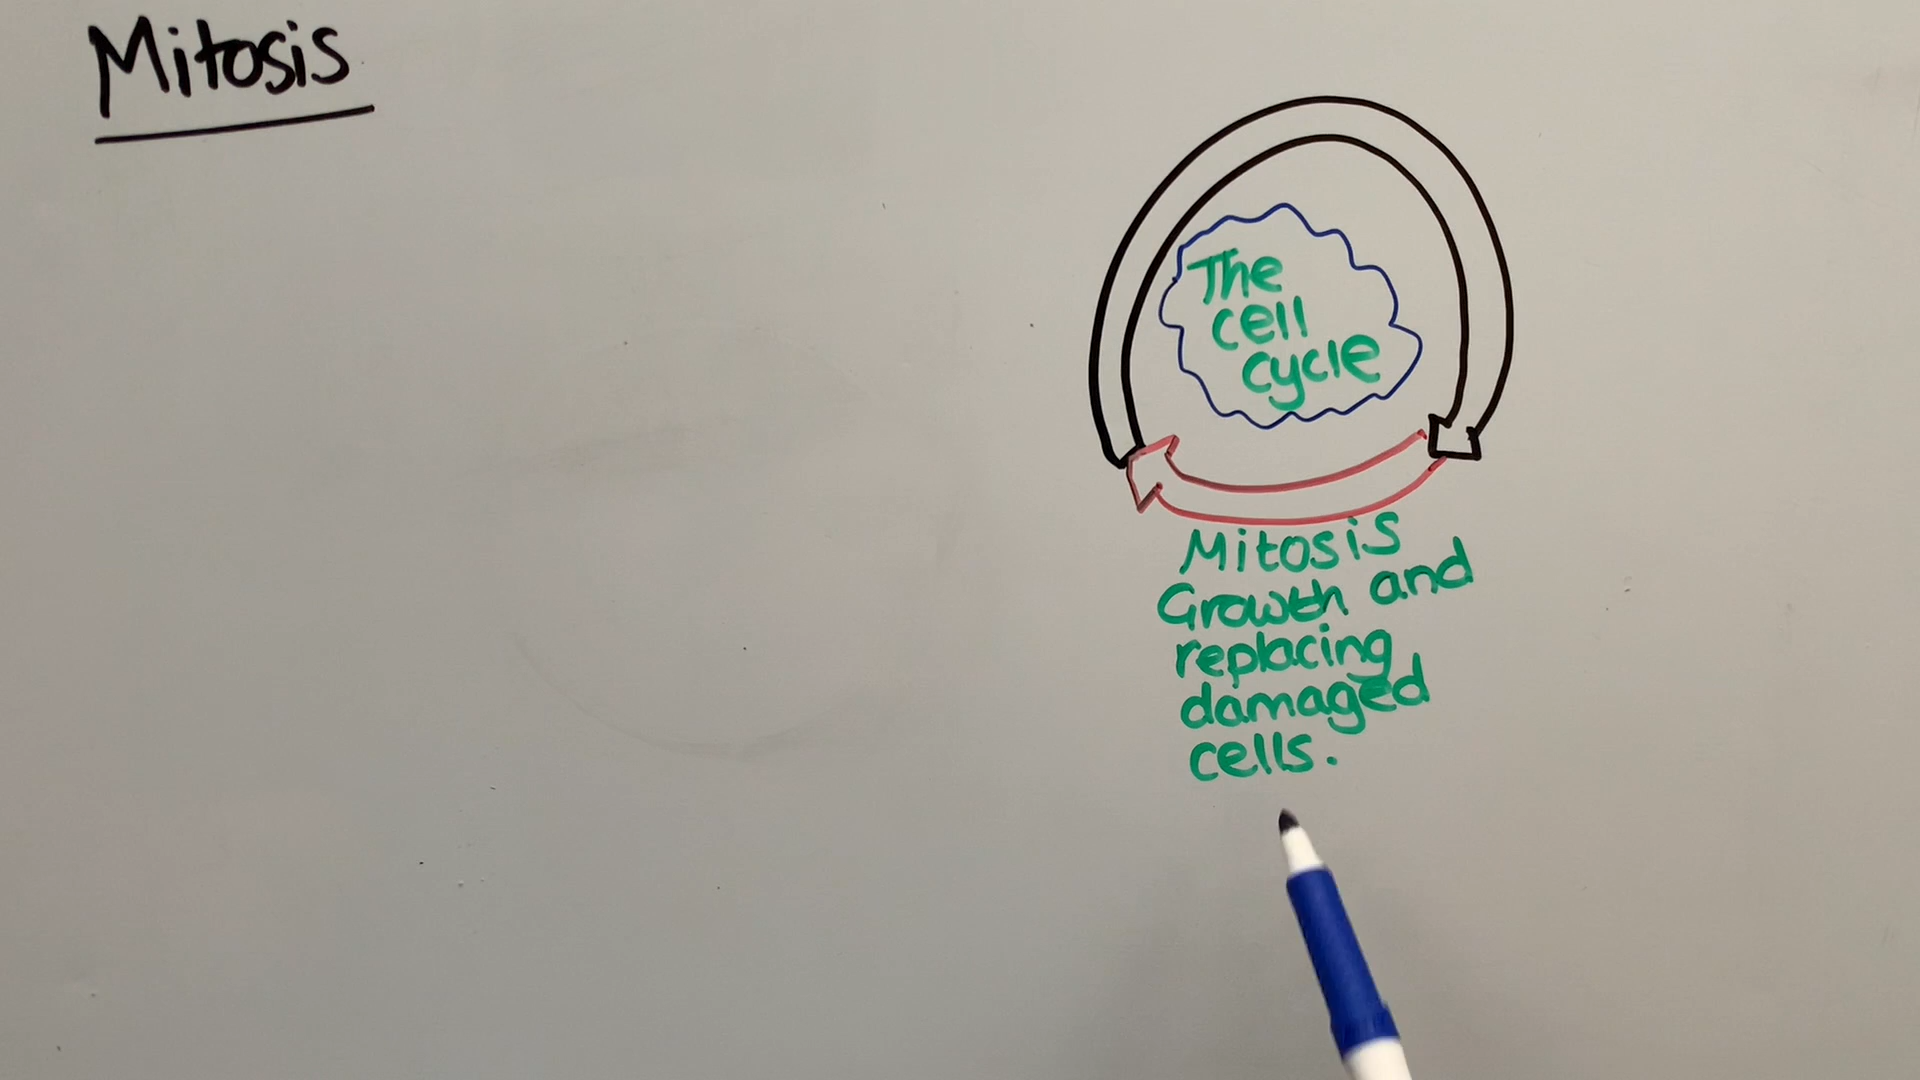 Mitosis
The
cell
cycle
Mitosis
Growth and
replacing
damaged
cells.